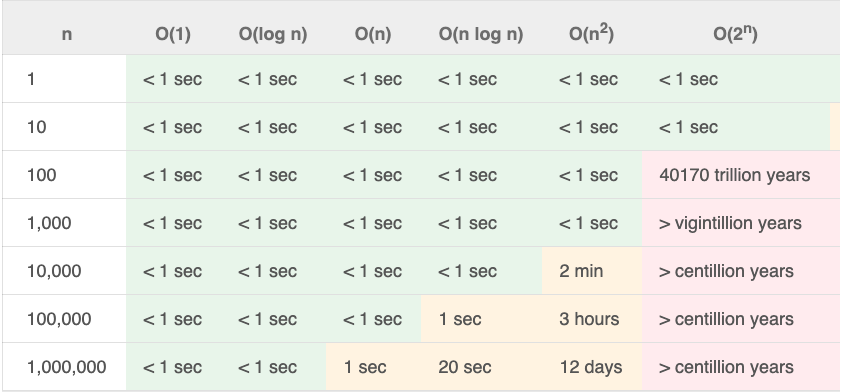 n O(1) O(log n) O(n) O(n log n) O(n²) O(2ⁿ)
1 < 1 sec < 1 sec < 1 sec < 1 sec < 1 sec < 1 sec
10 < 1 sec < 1 sec < 1 sec < 1 sec < 1 sec < 1 sec
100 < 1 sec < 1 sec < 1 sec < 1 sec < 1 sec 40170 trillion years
1,000 < 1 sec < 1 sec < 1 sec < 1 sec < 1 sec > vigintillion years
10,000 < 1 sec < 1 sec < 1 sec < 1 sec 2 min > centillion years
100,000 < 1 sec < 1 sec < 1 sec 1 sec 3 hours > centillion years
1,000,000 < 1 sec < 1 sec 1 sec 20 sec 12 days > centillion years